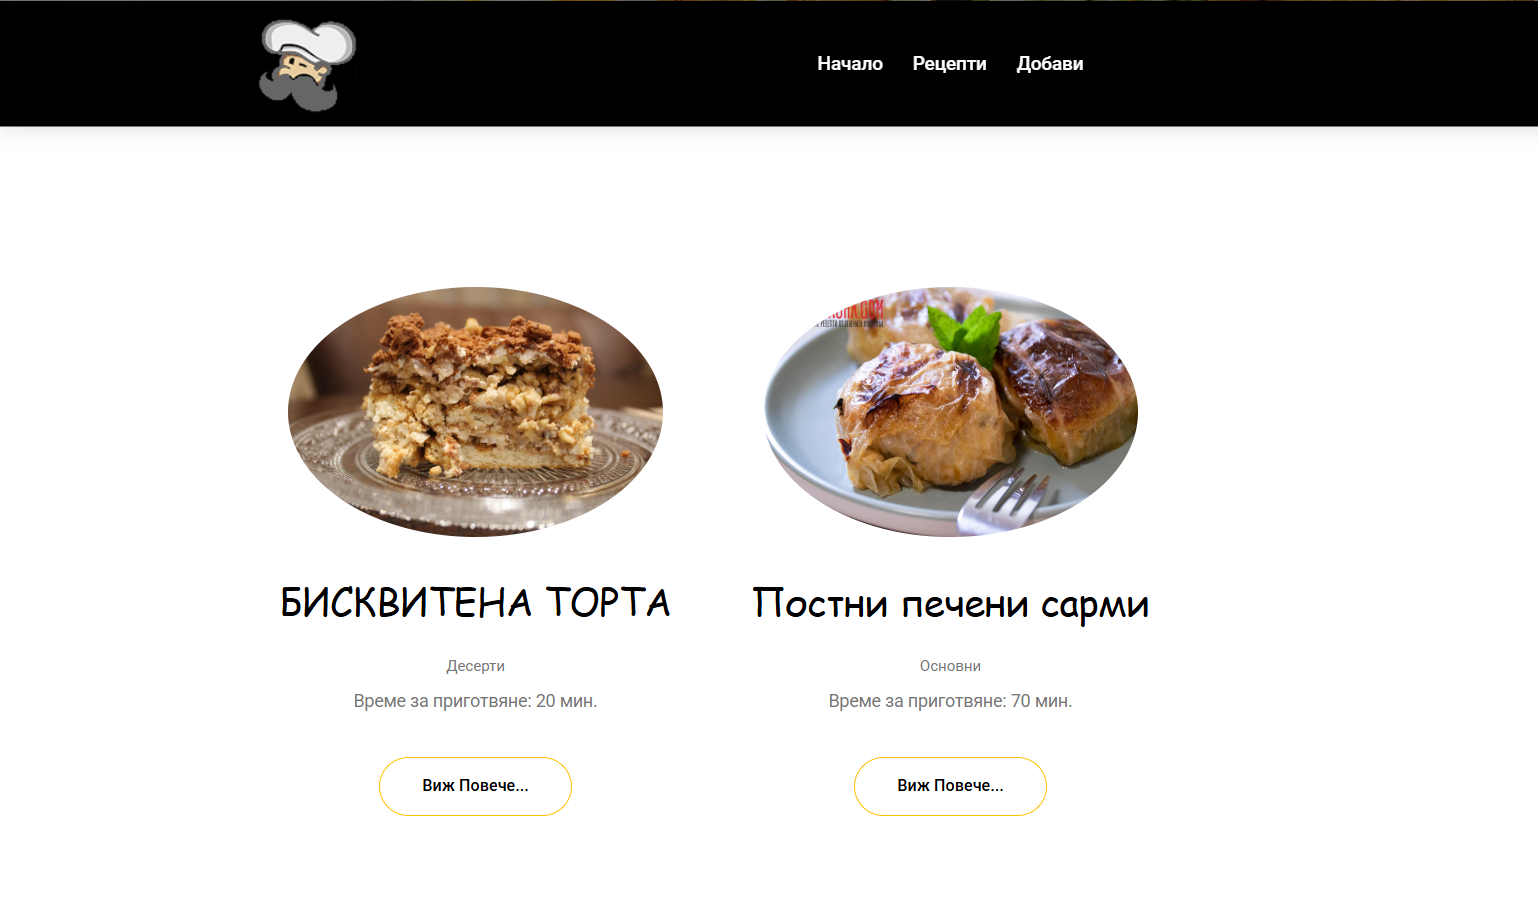 Начало Рецепти Добави
БИСКВИТЕНА ТОРТА
Десерти
Време за приготвяне: 20 мин.
Виж Повече...
Постни печени сарми
Основни
Време за приготвяне: 70 мин.
Виж Повече...